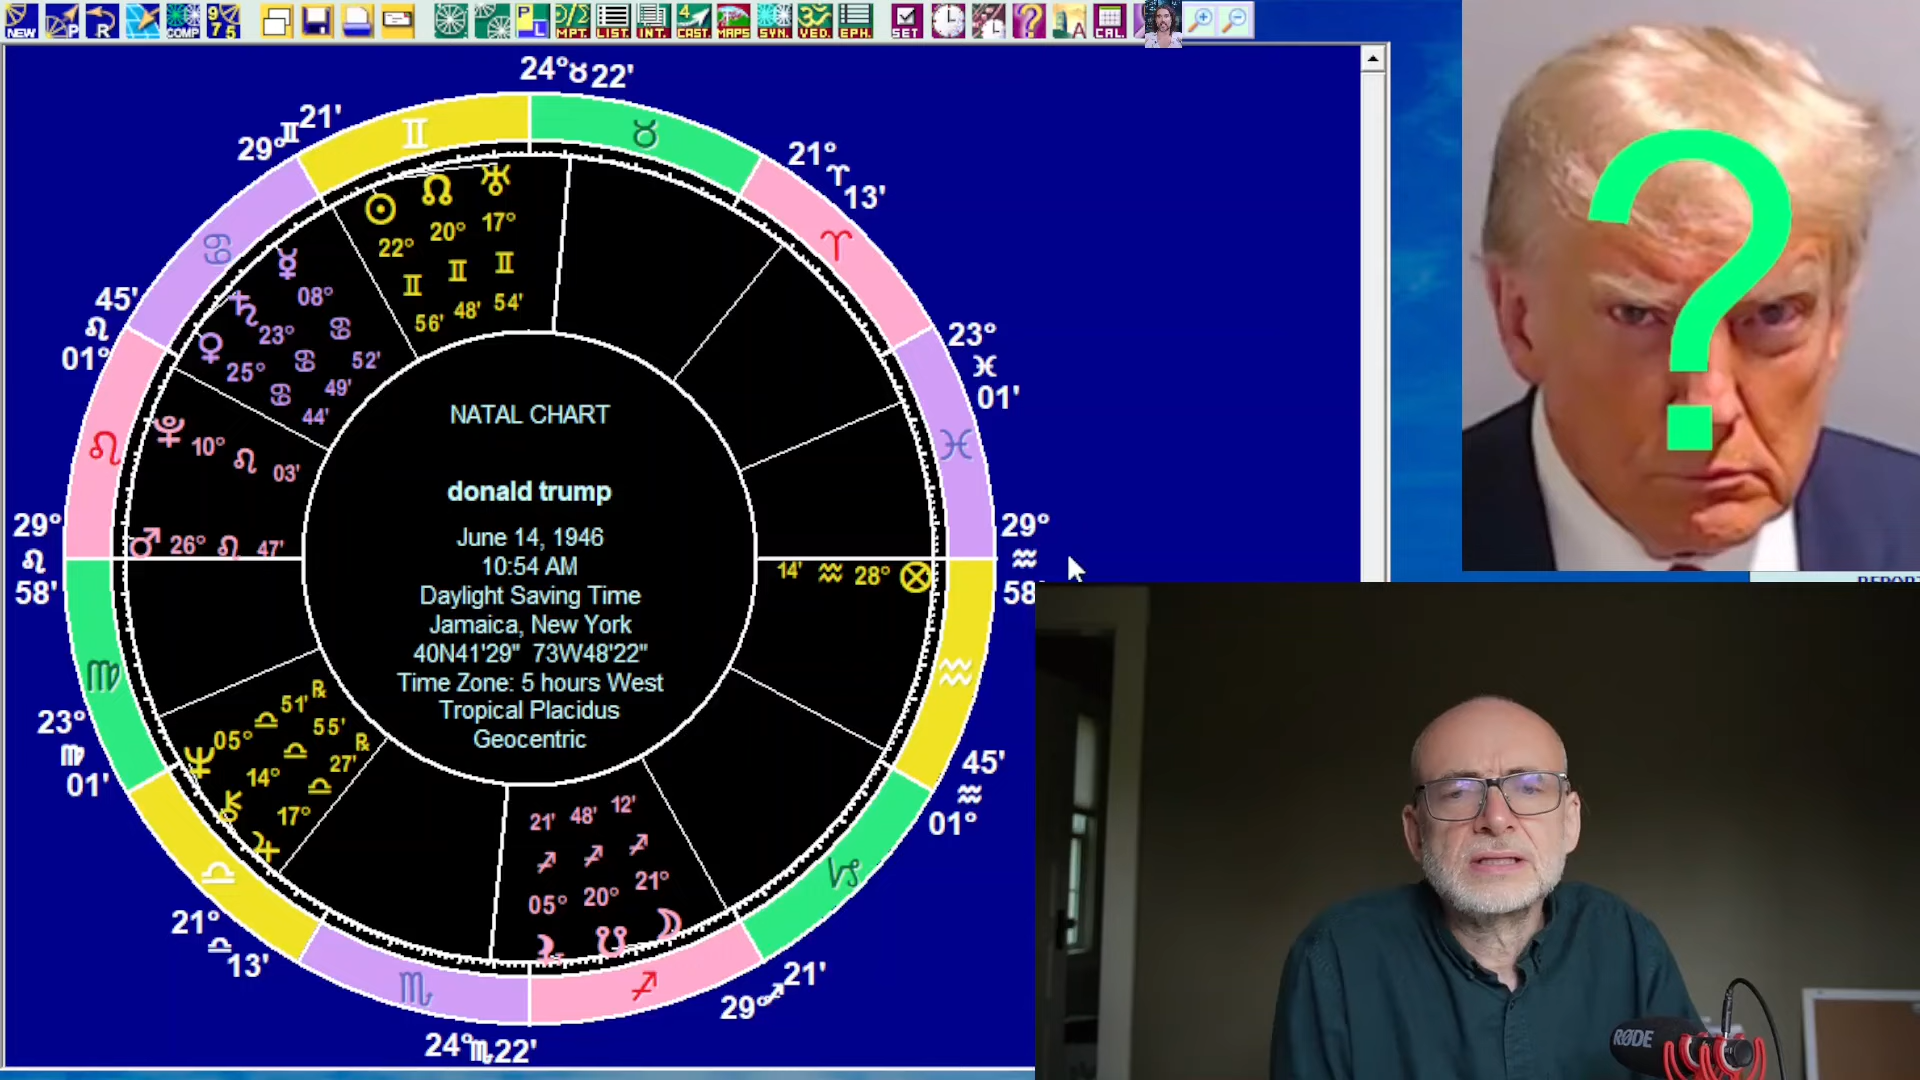 NEW P R COMP 9 7 5 P L MPT. LIST. INT. 4 CAST. MAPS SYN. VED. EPH. SET ? A CAL.
24°♉22'
29°♊21'
21°♈13'
♊ ♉
☉ ☊ ♅
22° 20° 17°
♊ ♊ ♊
56' 48' 54'
♋ ♈
☿ 08° ♋ 52'
♄ 23° ♋ 49'
♀ 25° ♋ 44'
45'
♌
01°
23°
♓
01'
♌ ♓
♇ 10° ♌ 03'
♂ 26° ♌ 47'
NATAL CHART
donald trump
June 14, 1946
10:54 AM
Daylight Saving Time
Jamaica, New York
40N41'29" 73W48'22"
Time Zone: 5 hours West
Tropical Placidus
Geocentric
29°
♌
58'
29°
♒
58'
14' ♒ 28° ⊗
♍ ♒
♆ 05° ♎ 51' ℞
⚷ 14° ♎ 55'
♃ 17° ♎ 27' ℞
23°
♍
01'
45'
♒
01°
♎ ♑
21' 48' 12'
♐ ♐ ♐
05° 20° 21°
⚸ ☋ ☽
♏ ♐
21°
♎
13'
29°♐21'
24°♏22'
?
RØDE